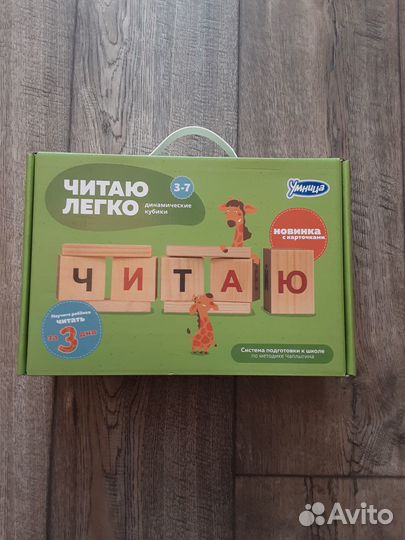 ЧИТАЮ
ЛЕГКО
3-7
динамические
кубики
Умница
НОВИНКА
с карточками
ЧИТАЮ
Научите ребёнка
читать
за 3 дня
Система подготовки к школе
по методике Чаплыгина
Avito